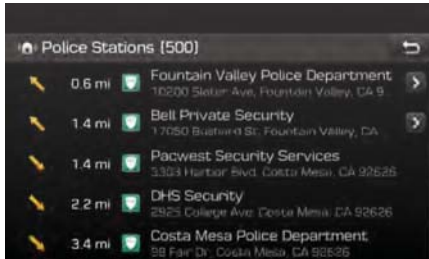 Police Stations (500)
0.6 mi Fountain Valley Police Department
10200 Slater Ave, Fountain Valley, CA 9
1.4 mi Bell Private Security
17050 Bushard St, Fountain Valley, CA
1.4 mi Pacwest Security Services
3303 Harbor Blvd, Costa Mesa, CA 92626
2.2 mi DHS Security
2925 College Ave, Costa Mesa, CA 92626
3.4 mi Costa Mesa Police Department
99 Fair Dr, Costa Mesa, CA 92626